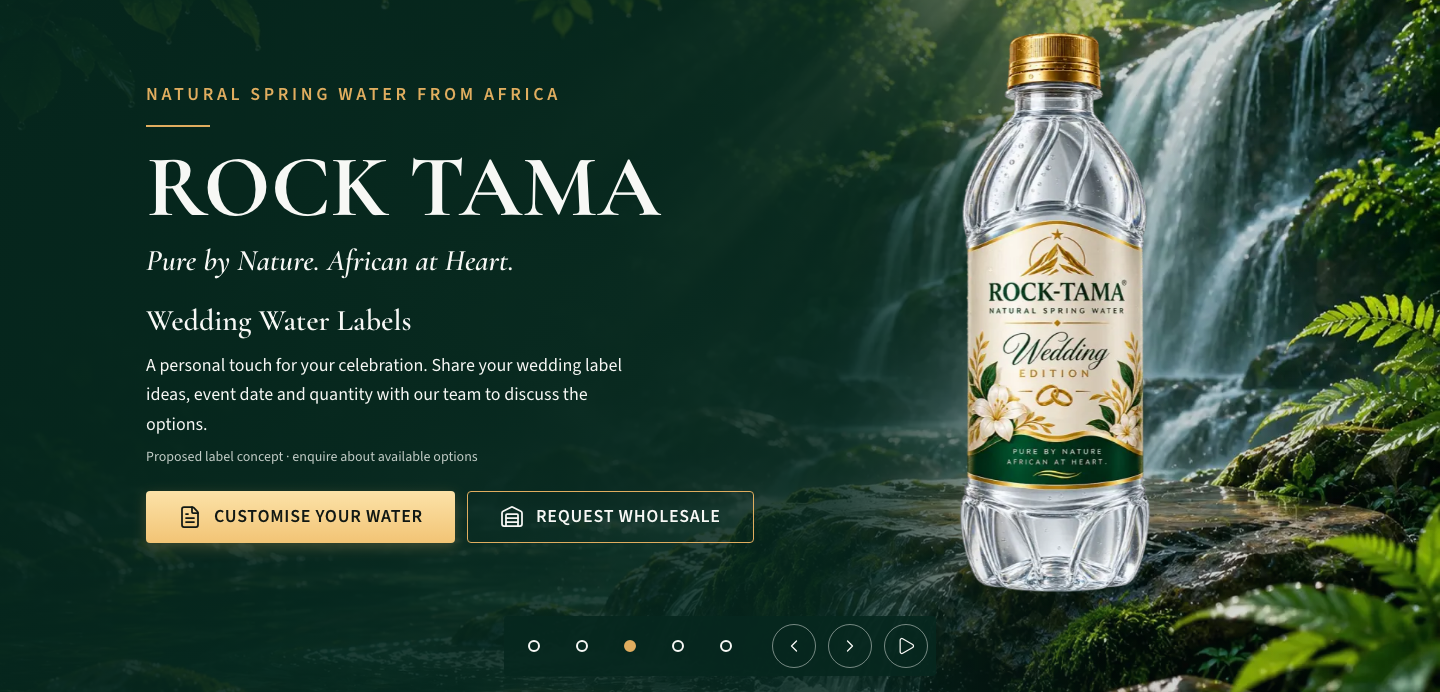 NATURAL SPRING WATER FROM AFRICA
ROCK TAMA
Pure by Nature. African at Heart.
Wedding Water Labels
A personal touch for your celebration. Share your wedding label
ideas, event date and quantity with our team to discuss the
options.
Proposed label concept · enquire about available options
CUSTOMISE YOUR WATER
REQUEST WHOLESALE
ROCK-TAMA®
NATURAL SPRING WATER
Wedding
EDITION
PURE BY NATURE
AFRICAN AT HEART.